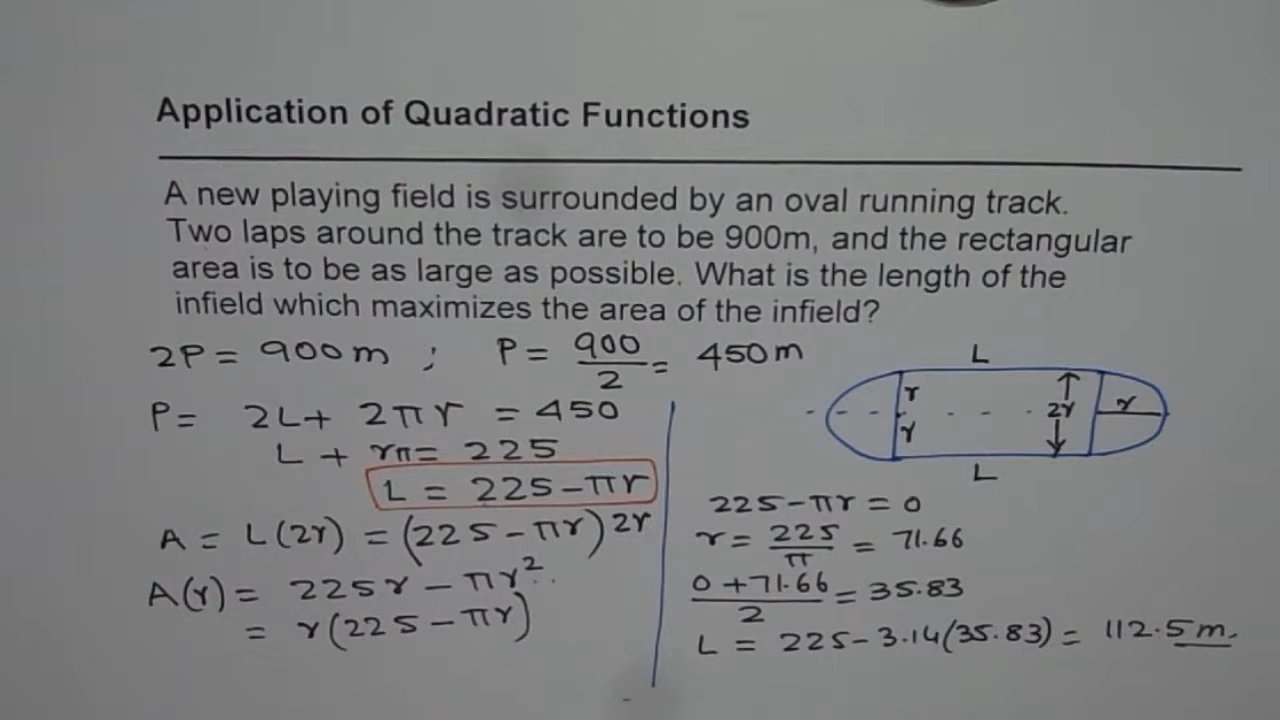 Application of Quadratic Functions
A new playing field is surrounded by an oval running track.
Two laps around the track are to be 900m, and the rectangular
area is to be as large as possible. What is the length of the
infield which maximizes the area of the infield?
2P = 900m ; P = 900/2 = 450m
P = 2L + 2πr = 450
L + rπ = 225
L = 225 - πr
A = L(2r) = (225 - πr)2r
A(r) = 225r - πr²..
= r(225 - πr)
L
r
r
2r
r
L
225 - πr = 0
r = 225/π = 71.66
0 + 71.66/2 = 35.83
L = 225 - 3.14(35.83) = 112.5m.